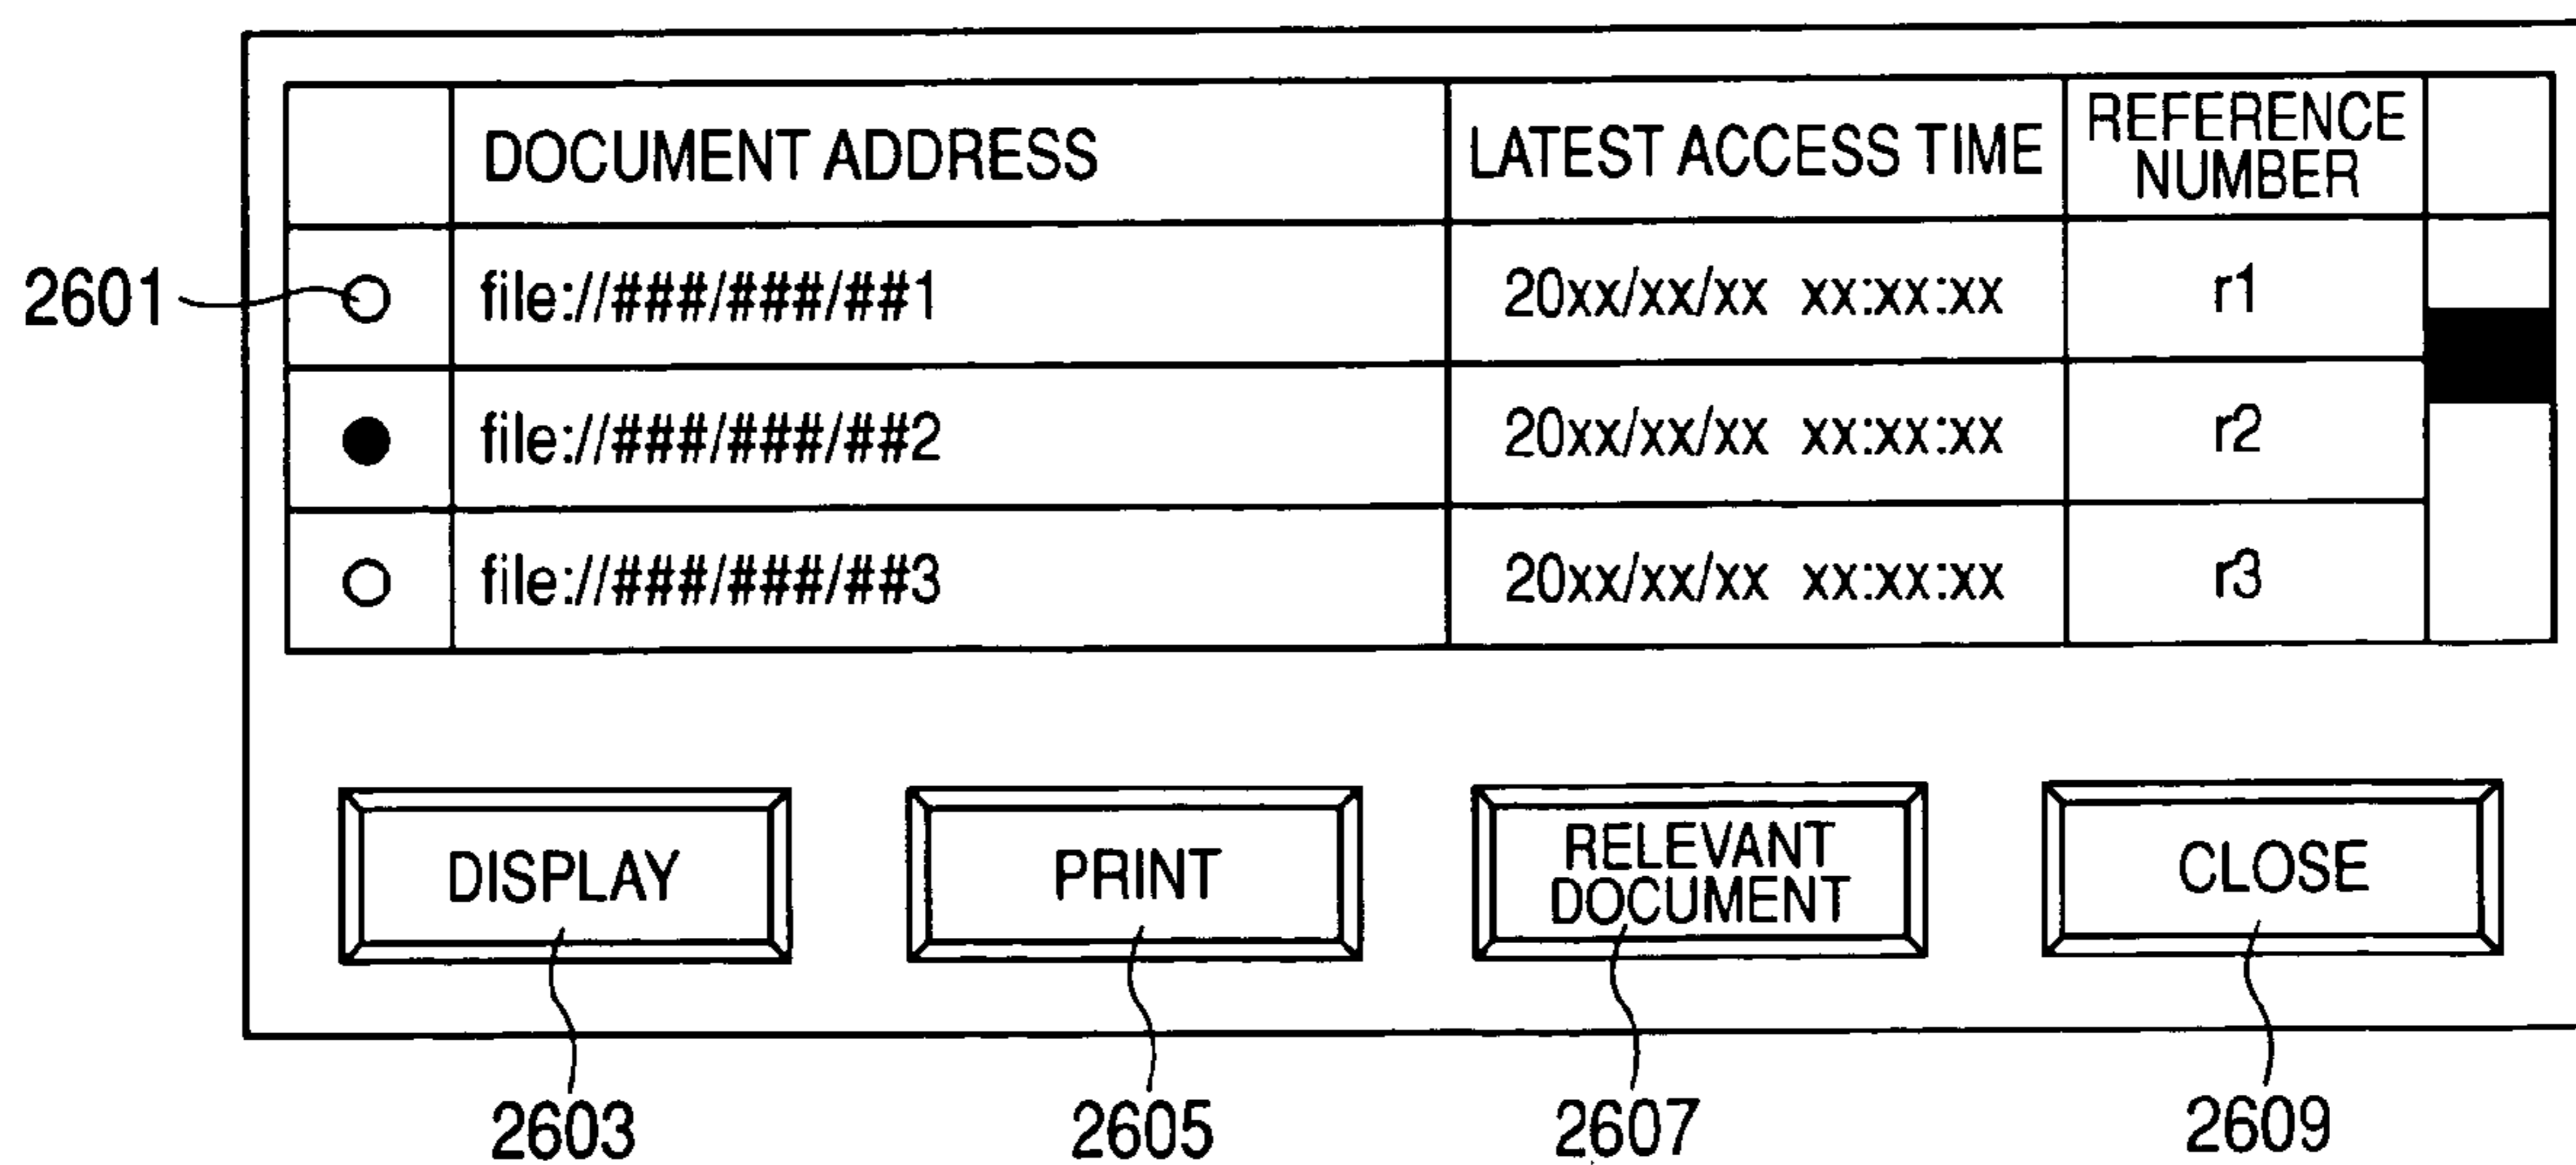 DOCUMENT ADDRESS
LATEST ACCESS TIME
REFERENCE
NUMBER
2601
file://###/###/##1
20xx/xx/xx xx:xx:xx
r1
file://###/###/##2
20xx/xx/xx xx:xx:xx
r2
file://###/###/##3
20xx/xx/xx xx:xx:xx
r3
DISPLAY
PRINT
RELEVANT
DOCUMENT
CLOSE
2603
2605
2607
2609